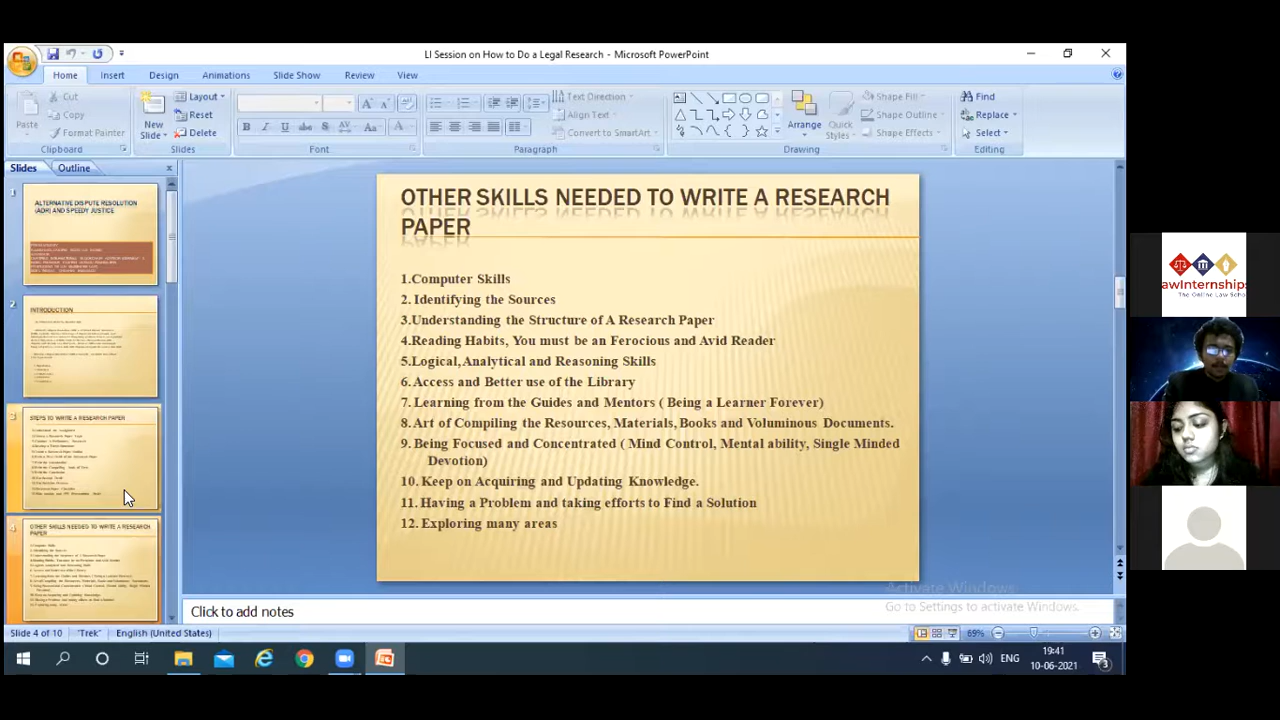 LI Session on How to Do a Legal Research - Microsoft PowerPoint
Home Insert Design Animations Slide Show Review View
Cut
Copy
Format Painter
Paste
Clipboard
New Slide
Layout
Reset
Delete
Slides
Font
Text Direction
Align Text
Convert to SmartArt
Paragraph
Arrange
Quick Styles
Shape Fill
Shape Outline
Shape Effects
Drawing
Find
Replace
Select
Editing
Slides Outline
1
ALTERNATIVE DISPUTE RESOLUTION
(ADR) AND SPEEDY JUSTICE
2
INTRODUCTION
3
STEPS TO WRITE A RESEARCH PAPER
4
OTHER SKILLS NEEDED TO WRITE A RESEARCH
PAPER
OTHER SKILLS NEEDED TO WRITE A RESEARCH
PAPER
1.Computer Skills
2. Identifying the Sources
3.Understanding the Structure of A Research Paper
4.Reading Habits, You must be an Ferocious and Avid Reader
5.Logical, Analytical and Reasoning Skills
6. Access and Better use of the Library
7. Learning from the Guides and Mentors ( Being a Learner Forever)
8. Art of Compiling the Resources, Materials, Books and Voluminous Documents.
9. Being Focused and Concentrated ( Mind Control, Mental ability, Single Minded
Devotion)
10. Keep on Acquiring and Updating Knowledge.
11. Having a Problem and taking efforts to Find a Solution
12. Exploring many areas
Activate Windows
Go to Settings to activate Windows.
Click to add notes
Slide 4 of 10 "Trek" English (United States) 69%
ENG
19:41
10-06-2021
3
awInternships
The Online Law Scho